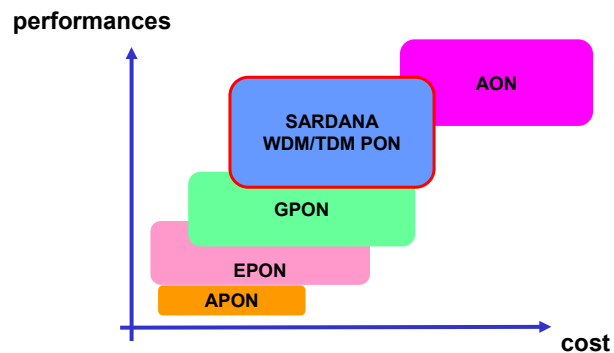 performances
AON
SARDANA
WDM/TDM PON
GPON
EPON
APON
cost